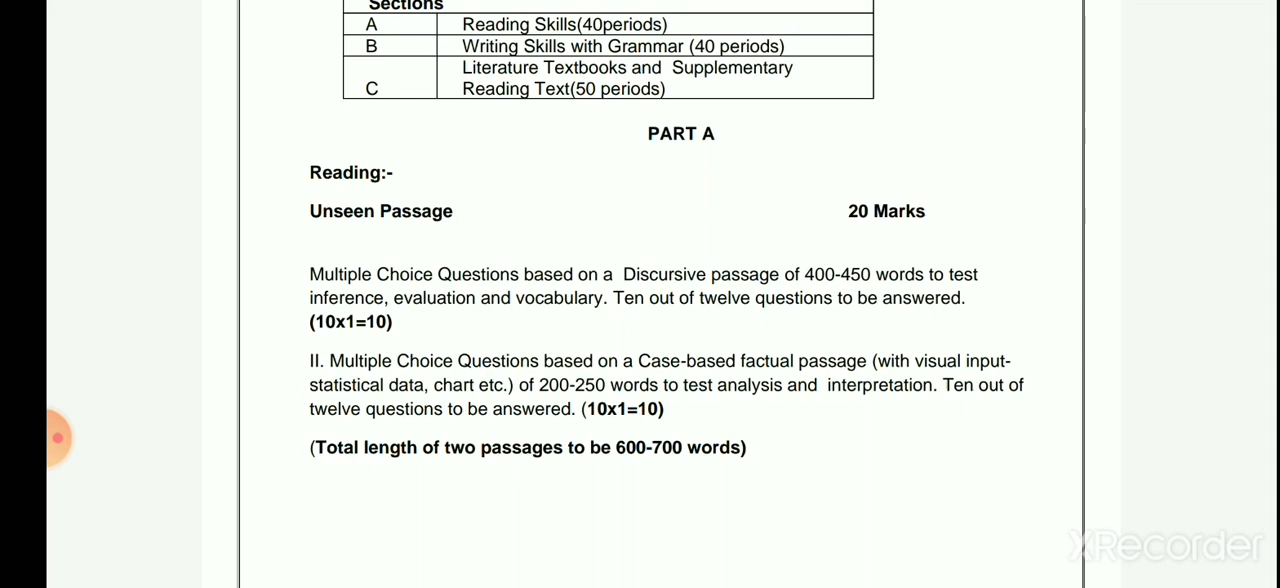 Sections
A Reading Skills(40periods)
B Writing Skills with Grammar (40 periods)
Literature Textbooks and Supplementary
C Reading Text(50 periods)
PART A
Reading:-
Unseen Passage 20 Marks
Multiple Choice Questions based on a Discursive passage of 400-450 words to test
inference, evaluation and vocabulary. Ten out of twelve questions to be answered.
(10x1=10)
II. Multiple Choice Questions based on a Case-based factual passage (with visual input-
statistical data, chart etc.) of 200-250 words to test analysis and interpretation. Ten out of
twelve questions to be answered. (10x1=10)
(Total length of two passages to be 600-700 words)
XRecorder